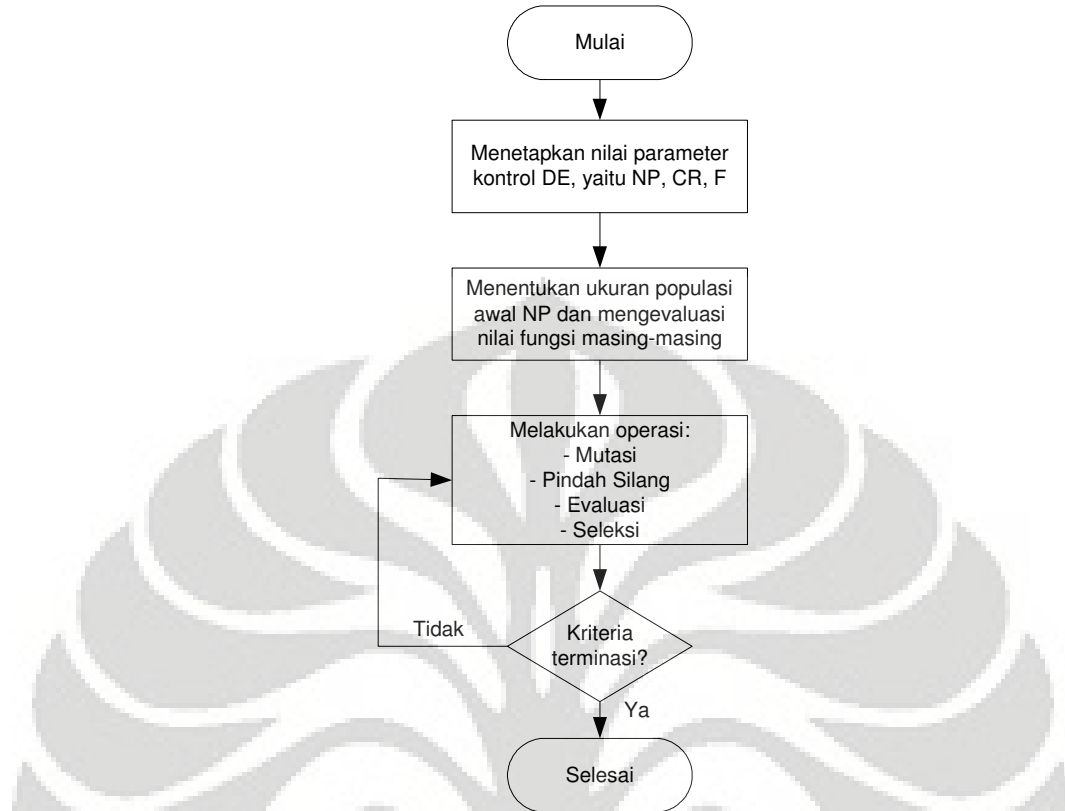 Mulai
Menetapkan nilai parameter
kontrol DE, yaitu NP, CR, F
Menentukan ukuran populasi
awal NP dan mengevaluasi
nilai fungsi masing-masing
Melakukan operasi:
- Mutasi
- Pindah Silang
- Evaluasi
- Seleksi
Tidak
Kriteria
terminasi?
Ya
Selesai